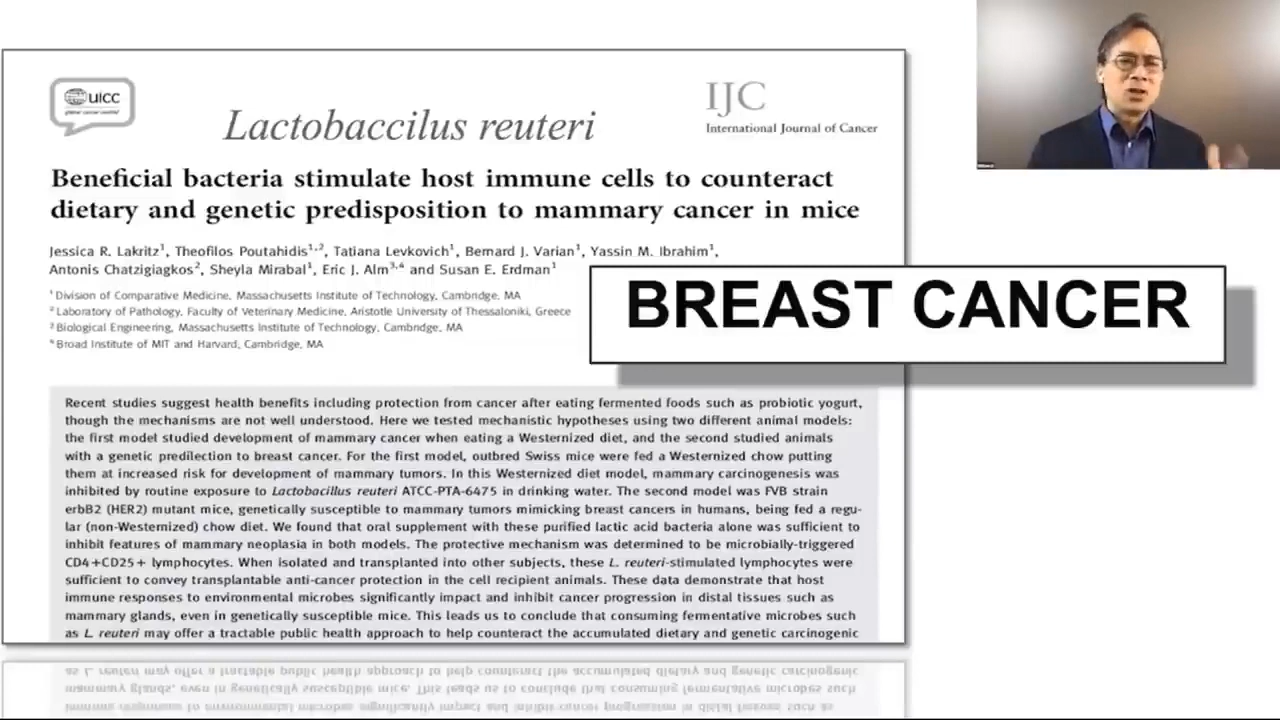 uicc
global cancer control
Lactobaccilus reuteri
IJC
International Journal of Cancer
Beneficial bacteria stimulate host immune cells to counteract
dietary and genetic predisposition to mammary cancer in mice
Jessica R. Lakritz¹, Theofilos Poutahidis¹,², Tatiana Levkovich¹, Bernard J. Varian¹, Yassin M. Ibrahim¹,
Antonis Chatzigiagkos², Sheyla Mirabal¹, Eric J. Alm³,⁴ and Susan E. Erdman¹
¹ Division of Comparative Medicine, Massachusetts Institute of Technology, Cambridge, MA
² Laboratory of Pathology, Faculty of Veterinary Medicine, Aristotle University of Thessaloniki, Greece
³ Biological Engineering, Massachusetts Institute of Technology, Cambridge, MA
⁴ Broad Institute of MIT and Harvard, Cambridge, MA
BREAST CANCER
Recent studies suggest health benefits including protection from cancer after eating fermented foods such as probiotic yogurt,
though the mechanisms are not well understood. Here we tested mechanistic hypotheses using two different animal models:
the first model studied development of mammary cancer when eating a Westernized diet, and the second studied animals
with a genetic predilection to breast cancer. For the first model, outbred Swiss mice were fed a Westernized chow putting
them at increased risk for development of mammary tumors. In this Westernized diet model, mammary carcinogenesis was
inhibited by routine exposure to Lactobacillus reuteri ATCC-PTA-6475 in drinking water. The second model was FVB strain
erbB2 (HER2) mutant mice, genetically susceptible to mammary tumors mimicking breast cancers in humans, being fed a regu-
lar (non-Westernized) chow diet. We found that oral supplement with these purified lactic acid bacteria alone was sufficient to
inhibit features of mammary neoplasia in both models. The protective mechanism was determined to be microbially-triggered
CD4+CD25+ lymphocytes. When isolated and transplanted into other subjects, these L. reuteri-stimulated lymphocytes were
sufficient to convey transplantable anti-cancer protection in the cell recipient animals. These data demonstrate that host
immune responses to environmental microbes significantly impact and inhibit cancer progression in distal tissues such as
mammary glands, even in genetically susceptible mice. This leads us to conclude that consuming fermentative microbes such
as L. reuteri may offer a tractable public health approach to help counteract the accumulated dietary and genetic carcinogenic